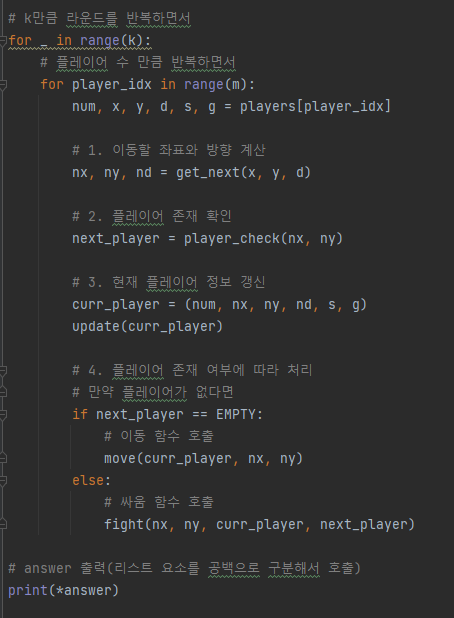 # k만큼 라운드를 반복하면서
for _ in range(k):
# 플레이어 수 만큼 반복하면서
for player_idx in range(m):
num, x, y, d, s, g = players[player_idx]
# 1. 이동할 좌표와 방향 계산
nx, ny, nd = get_next(x, y, d)
# 2. 플레이어 존재 확인
next_player = player_check(nx, ny)
# 3. 현재 플레이어 정보 갱신
curr_player = (num, nx, ny, nd, s, g)
update(curr_player)
# 4. 플레이어 존재 여부에 따라 처리
# 만약 플레이어가 없다면
if next_player == EMPTY:
# 이동 함수 호출
move(curr_player, nx, ny)
else:
# 싸움 함수 호출
fight(nx, ny, curr_player, next_player)
# answer 출력(리스트 요소를 공백으로 구분해서 호출)
print(*answer)